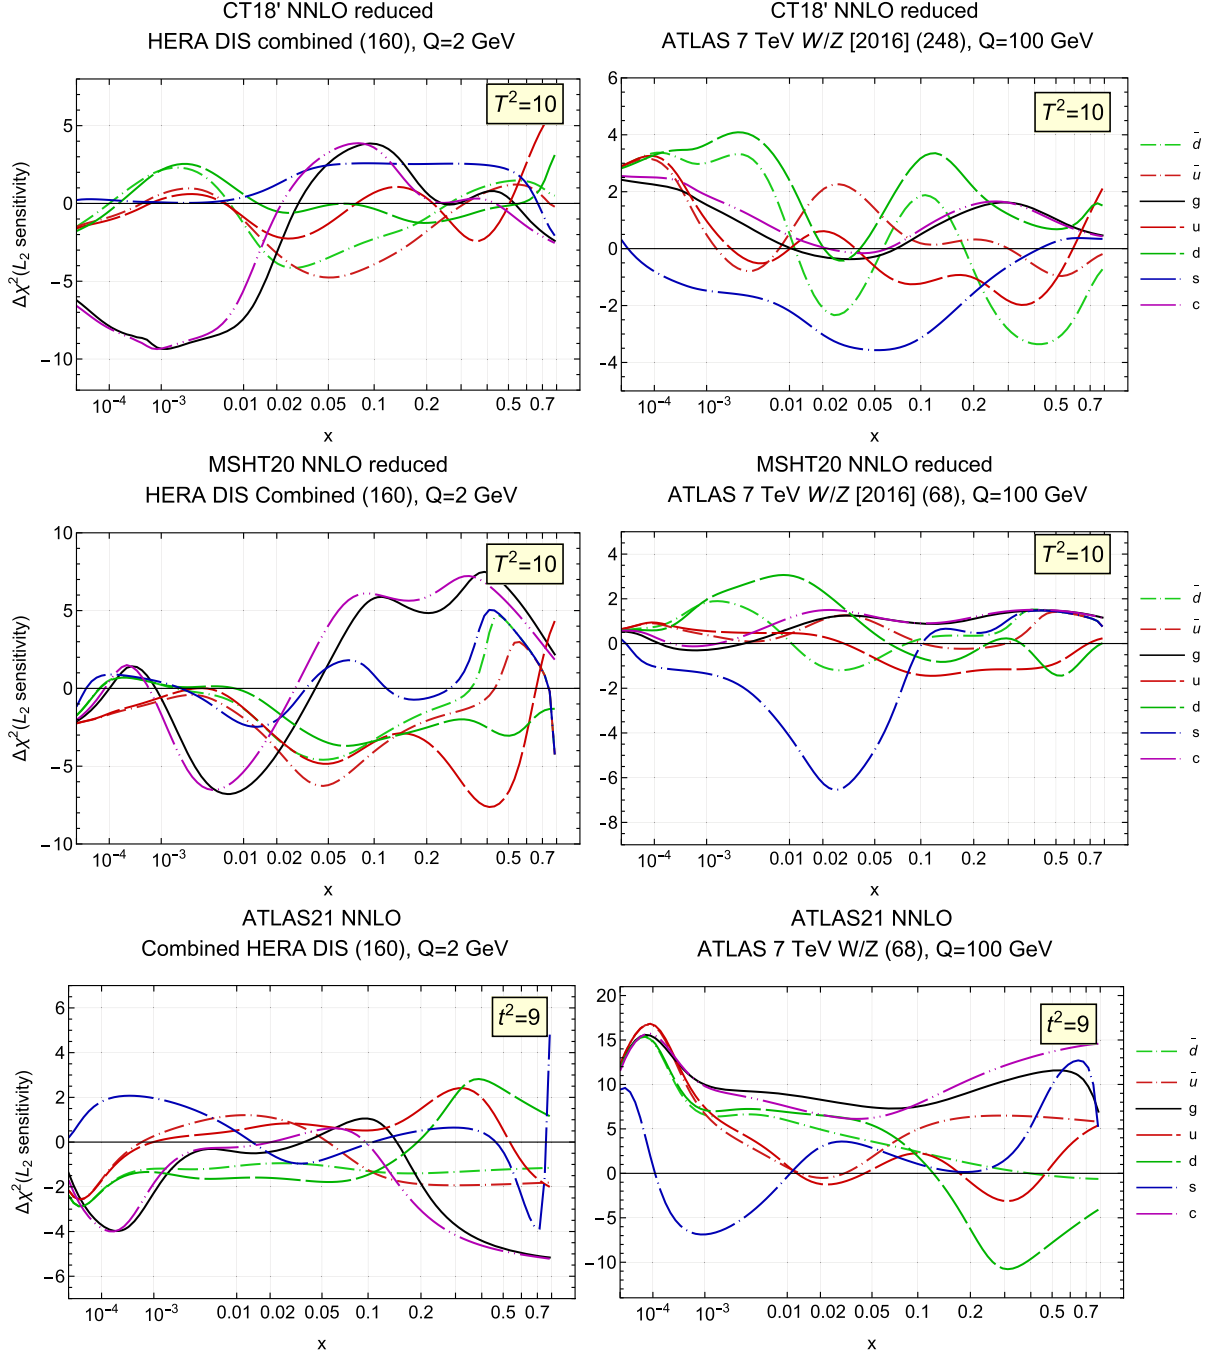 CT18' NNLO reduced
HERA DIS combined (160), Q=2 GeV
T²=10
5
0
−5
−10
Δχ²(L₂ sensitivity)
10⁻⁴ 10⁻³ 0.01 0.02 0.05 0.1 0.2 0.5 0.7
x
CT18' NNLO reduced
ATLAS 7 TeV W/Z [2016] (248), Q=100 GeV
T²=10
6
4
2
0
−2
−4
10⁻⁴ 10⁻³ 0.01 0.02 0.05 0.1 0.2 0.5 0.7
x
d̄
ū
g
u
d
s
c
MSHT20 NNLO reduced
HERA DIS Combined (160), Q=2 GeV
T²=10
10
5
0
−5
−10
Δχ²(L₂ sensitivity)
10⁻⁴ 10⁻³ 0.01 0.02 0.05 0.1 0.2 0.5 0.7
x
MSHT20 NNLO reduced
ATLAS 7 TeV W/Z [2016] (68), Q=100 GeV
T²=10
4
2
0
−2
−4
−6
−8
10⁻⁴ 10⁻³ 0.01 0.02 0.05 0.1 0.2 0.5 0.7
x
d̄
ū
g
u
d
s
c
ATLAS21 NNLO
Combined HERA DIS (160), Q=2 GeV
t²=9
6
4
2
0
−2
−4
−6
Δχ²(L₂ sensitivity)
10⁻⁴ 10⁻³ 0.01 0.02 0.05 0.1 0.2 0.5 0.7
x
ATLAS21 NNLO
ATLAS 7 TeV W/Z (68), Q=100 GeV
t²=9
20
15
10
5
0
−5
−10
10⁻⁴ 10⁻³ 0.01 0.02 0.05 0.1 0.2 0.5 0.7
x
d̄
ū
g
u
d
s
c